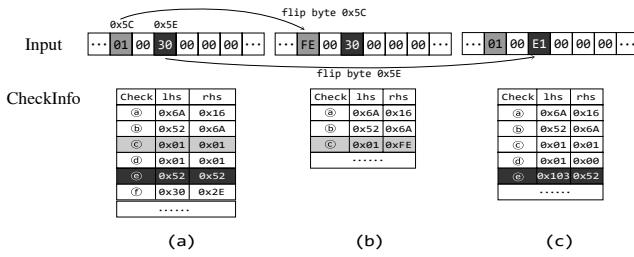 flip byte 0x5C
0x5C 0x5E
Input
... 01 00 30 00 00 00 ...
... FE 00 30 00 00 00 ...
... 01 00 E1 00 00 00 ...
flip byte 0x5E
CheckInfo
Check lhs rhs
ⓐ 0x6A 0x16
ⓑ 0x52 0x6A
ⓒ 0x01 0x01
ⓓ 0x01 0x01
ⓔ 0x52 0x52
ⓕ 0x30 0x2E
......
Check lhs rhs
ⓐ 0x6A 0x16
ⓑ 0x52 0x6A
ⓒ 0x01 0xFE
......
Check lhs rhs
ⓐ 0x6A 0x16
ⓑ 0x52 0x6A
ⓒ 0x01 0x01
ⓓ 0x01 0x00
ⓔ 0x103 0x52
......
(a) (b) (c)